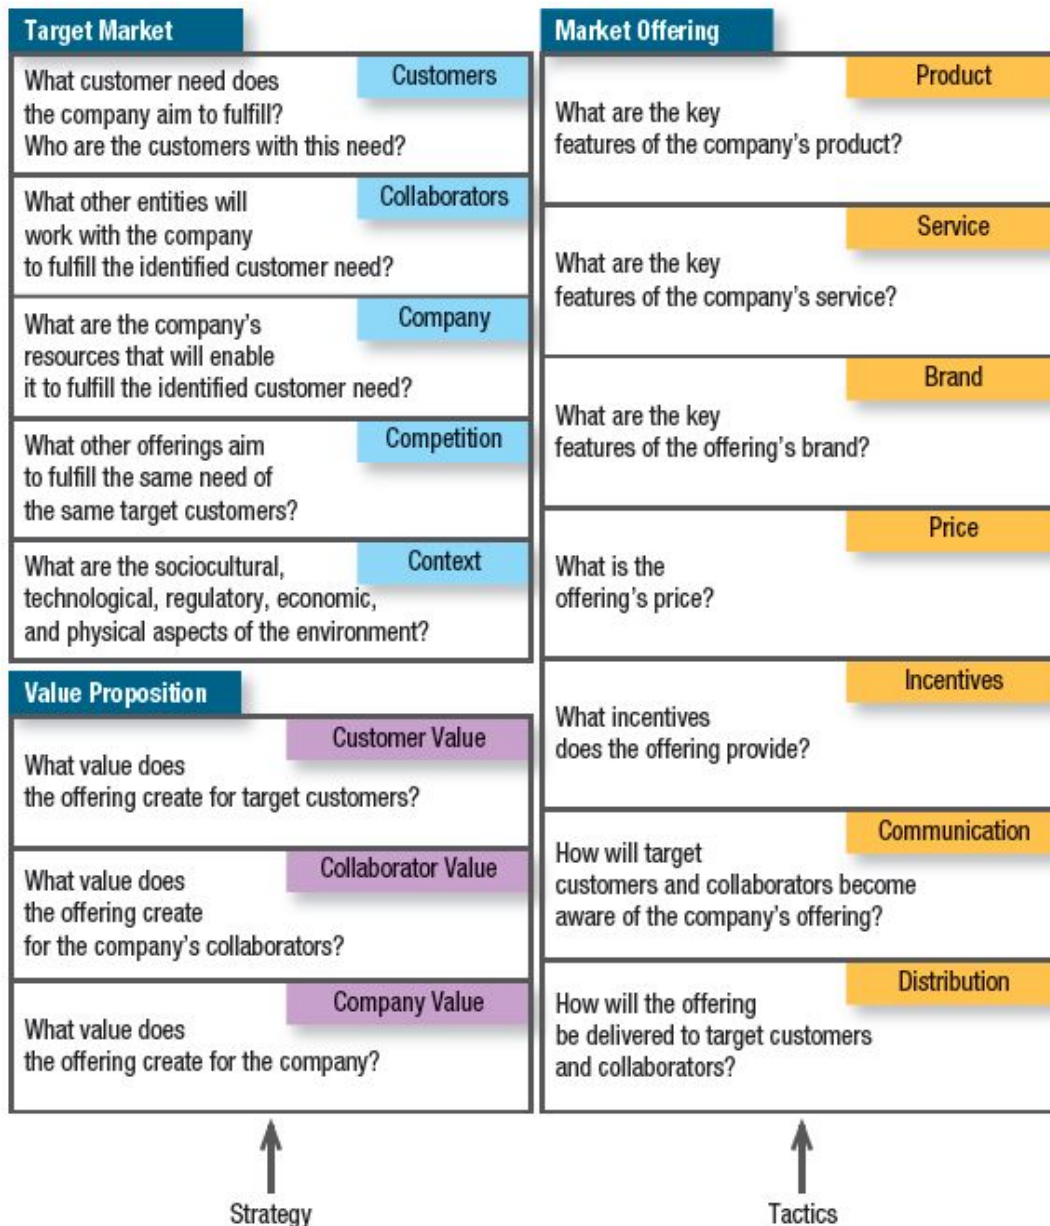 Target Market
Customers
What customer need does
the company aim to fulfill?
Who are the customers with this need?
Collaborators
What other entities will
work with the company
to fulfill the identified customer need?
Company
What are the company's
resources that will enable
it to fulfill the identified customer need?
Competition
What other offerings aim
to fulfill the same need of
the same target customers?
Context
What are the sociocultural,
technological, regulatory, economic,
and physical aspects of the environment?
Value Proposition
Customer Value
What value does
the offering create for target customers?
Collaborator Value
What value does
the offering create
for the company's collaborators?
Company Value
What value does
the offering create for the company?
Strategy
Market Offering
Product
What are the key
features of the company's product?
Service
What are the key
features of the company's service?
Brand
What are the key
features of the offering's brand?
Price
What is the
offering's price?
Incentives
What incentives
does the offering provide?
Communication
How will target
customers and collaborators become
aware of the company's offering?
Distribution
How will the offering
be delivered to target customers
and collaborators?
Tactics